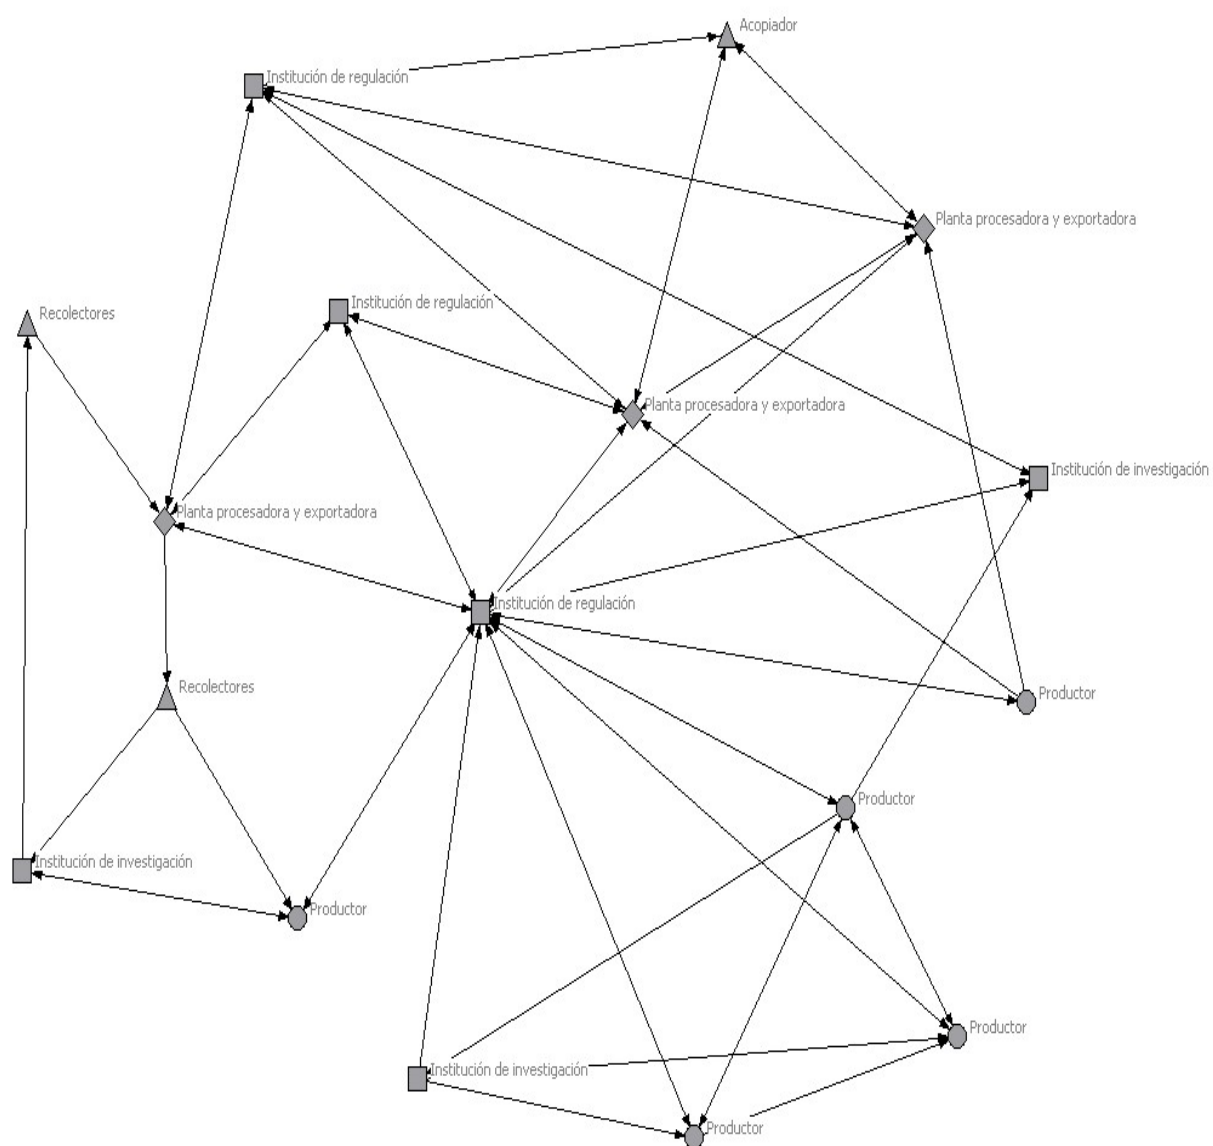 Acopiador
Institución de regulación
Planta procesadora y exportadora
Institución de regulación
Recolectores
Planta procesadora y exportadora
Institución de investigación
Planta procesadora y exportadora
Institución de regulación
Recolectores
Productor
Productor
Institución de investigación
Productor
Productor
Institución de investigación
Productor